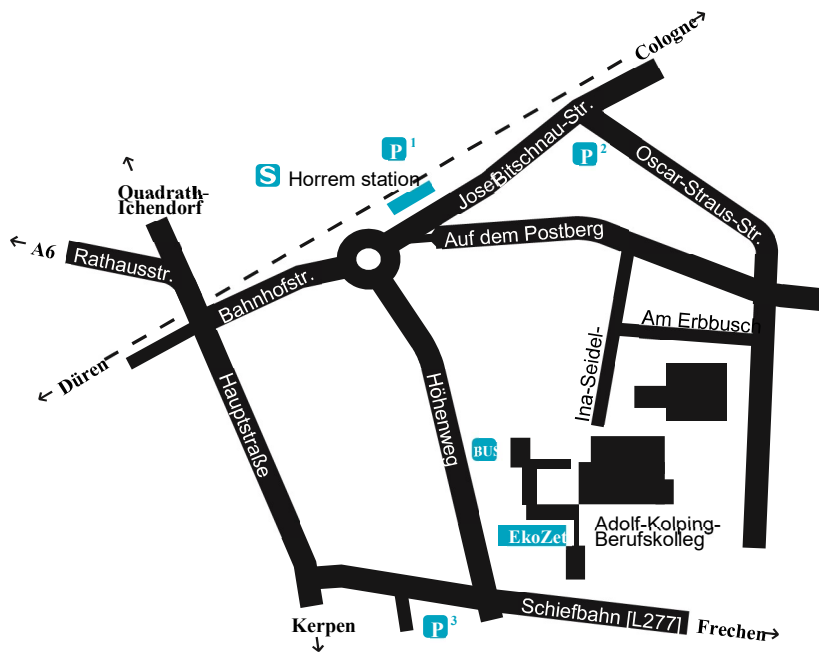 Cologne
P 1
P 2
S Horrem station
Josef-Bitschnau-Str.
Oscar-Straus-Str.
Quadrath-
Ichendorf
A6
Rathausstr.
Auf dem Postberg
Bahnhofstr.
Am Erbbusch
Ina-Seidel-
Düren
Hauptstraße
Höhenweg
BUS
EkoZet
Adolf-Kolping-
Berufskolleg
Schiefbahn [L277]
Kerpen
P 3
Frechen